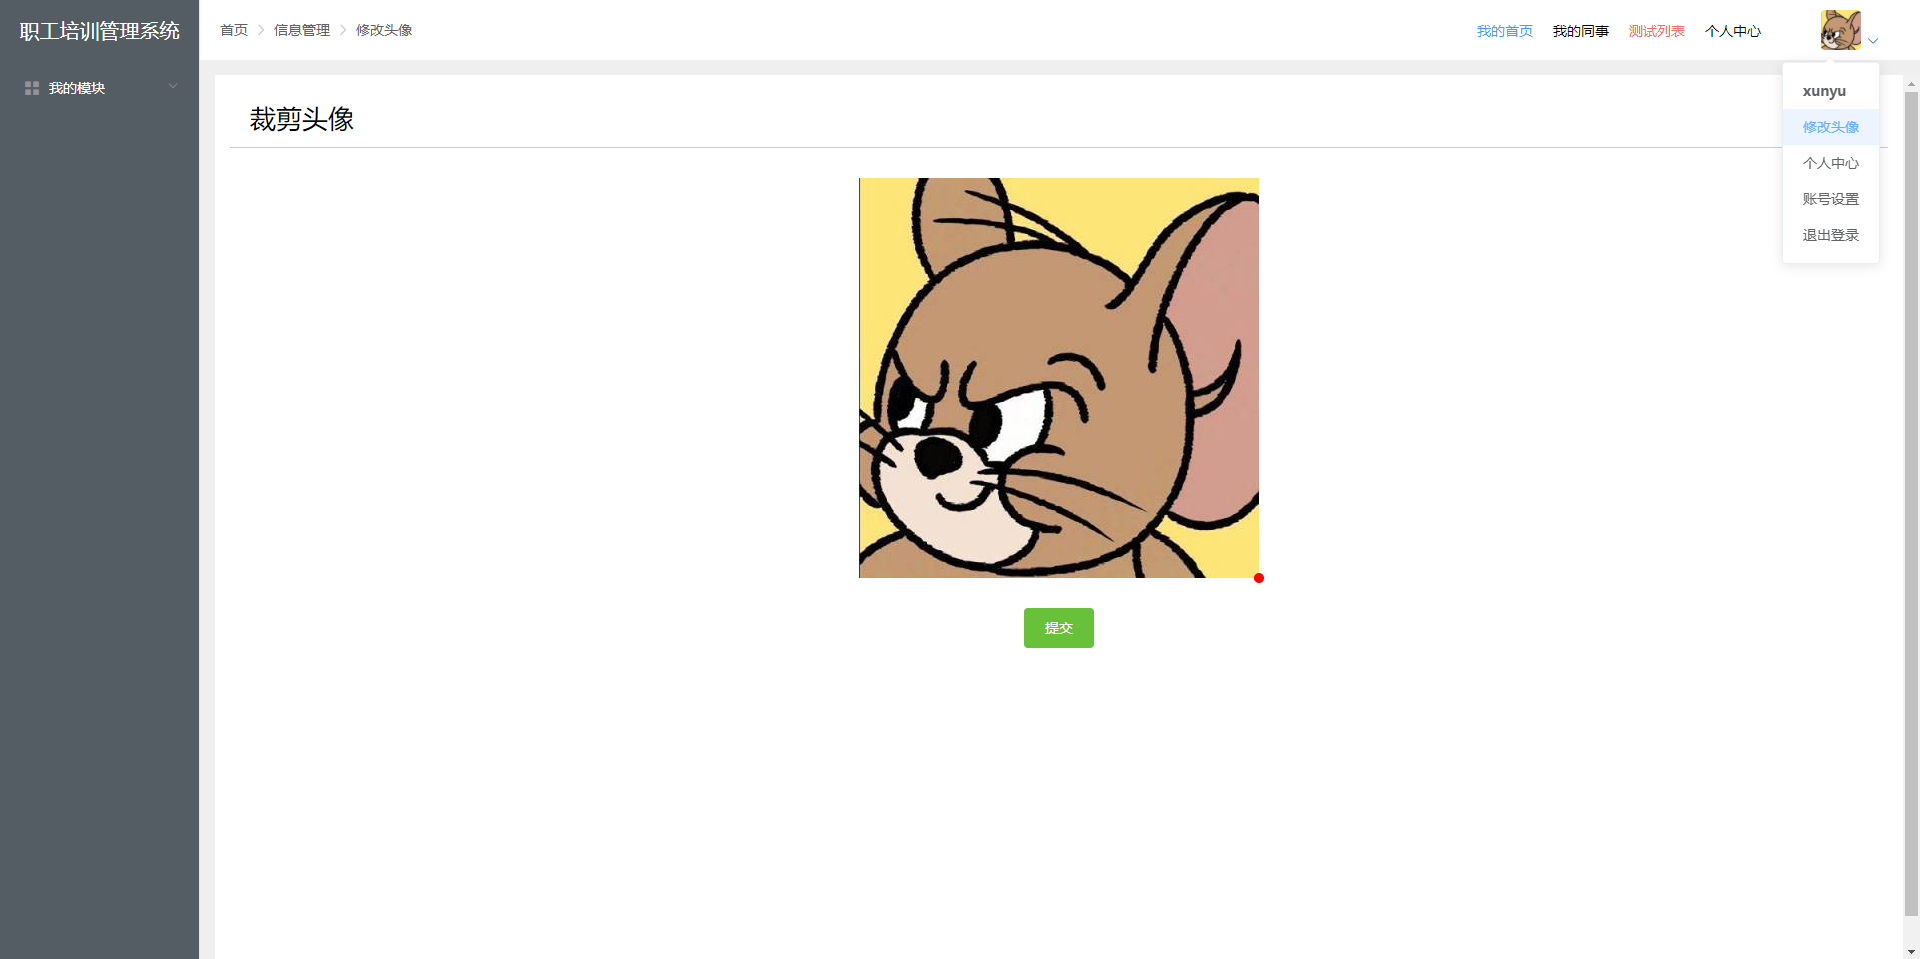 职工培训管理系统
我的模块
首页 信息管理 修改头像
我的首页 我的同事 测试列表 个人中心
xunyu
修改头像
个人中心
账号设置
退出登录
裁剪头像
提交